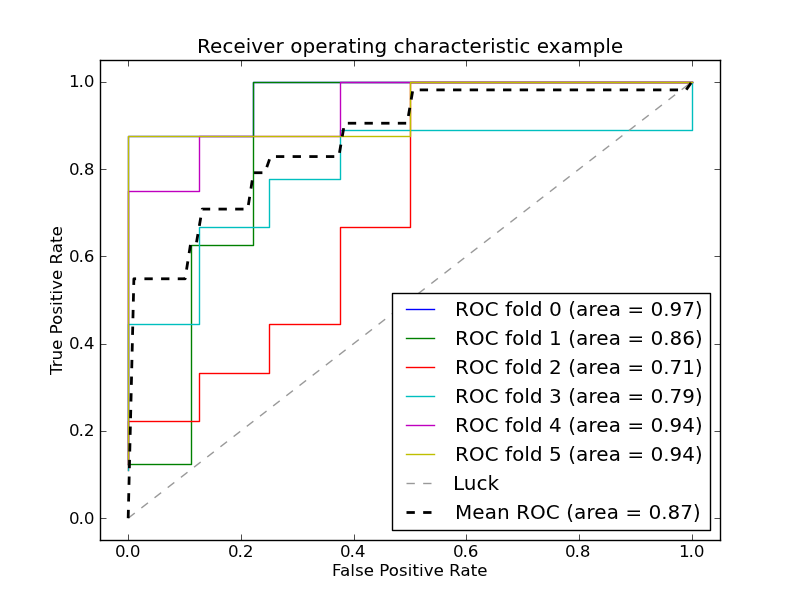 Receiver operating characteristic example
True Positive Rate
1.0
0.8
0.6
0.4
0.2
0.0
ROC fold 0 (area = 0.97)
ROC fold 1 (area = 0.86)
ROC fold 2 (area = 0.71)
ROC fold 3 (area = 0.79)
ROC fold 4 (area = 0.94)
ROC fold 5 (area = 0.94)
Luck
Mean ROC (area = 0.87)
0.0 0.2 0.4 0.6 0.8 1.0
False Positive Rate